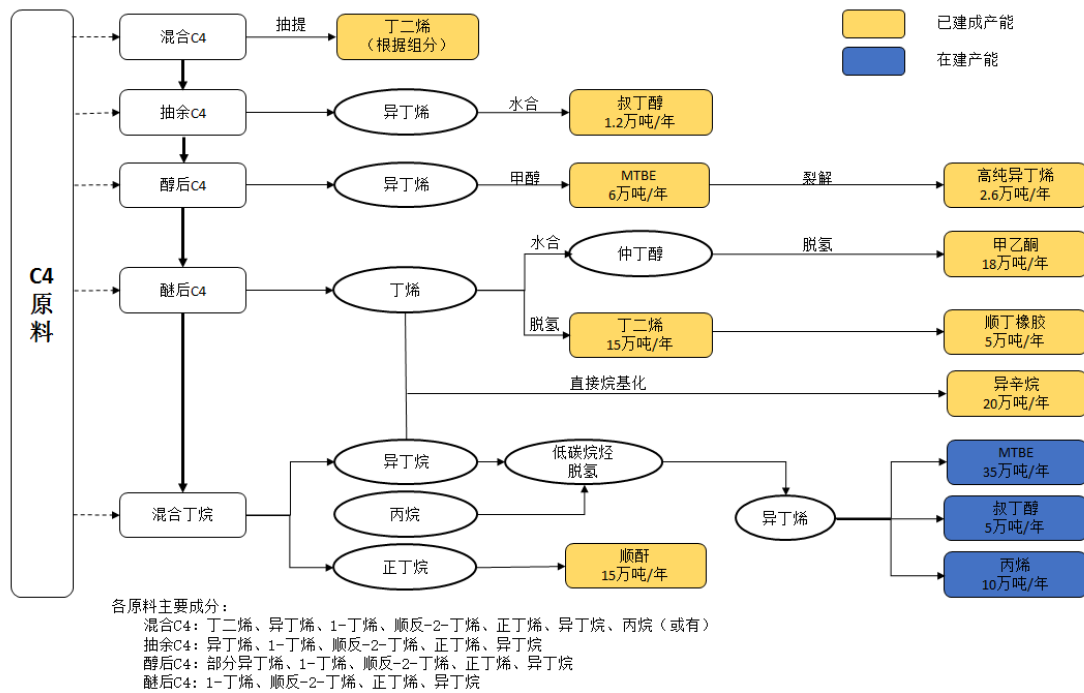 C4
原
料
混合C4
抽提
丁二烯
（根据组分）
已建成产能
在建产能
抽余C4
异丁烯
水合
叔丁醇
1.2万吨/年
醇后C4
异丁烯
甲醇
MTBE
6万吨/年
裂解
高纯异丁烯
2.6万吨/年
醚后C4
丁烯
水合
仲丁醇
脱氢
甲乙酮
18万吨/年
脱氢
丁二烯
15万吨/年
顺丁橡胶
5万吨/年
直接烷基化
异辛烷
20万吨/年
混合丁烷
异丁烷
低碳烷烃
脱氢
丙烷
正丁烷
顺酐
15万吨/年
异丁烯
MTBE
35万吨/年
叔丁醇
5万吨/年
丙烯
10万吨/年
各原料主要成分：
混合C4：丁二烯、异丁烯、1-丁烯、顺反-2-丁烯、正丁烯、异丁烷、丙烷（或有）
抽余C4：异丁烯、1-丁烯、顺反-2-丁烯、正丁烯、异丁烷
醇后C4：部分异丁烯、1-丁烯、顺反-2-丁烯、正丁烯、异丁烷
醚后C4：1-丁烯、顺反-2-丁烯、正丁烯、异丁烷